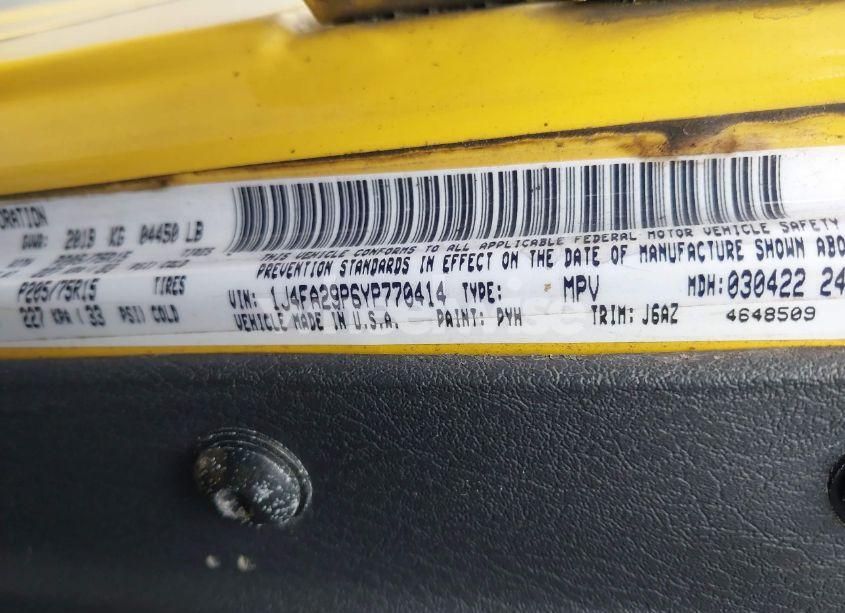 ORATION
GVWR: 2019 KG 04450 LB
THIS VEHICLE CONFORMS TO ALL APPLICABLE FEDERAL MOTOR VEHICLE SAFETY
PREVENTION STANDARDS IN EFFECT ON THE DATE OF MANUFACTURE SHOWN ABO
P205/75R15 TIRES
VIN: 1J4FA29P6YP770414 TYPE: MPV MDH: 030422 24
227 KPA ( 33 PSI) COLD
VEHICLE MADE IN U.S.A. PAINT: PYH TRIM: J6AZ 4648509